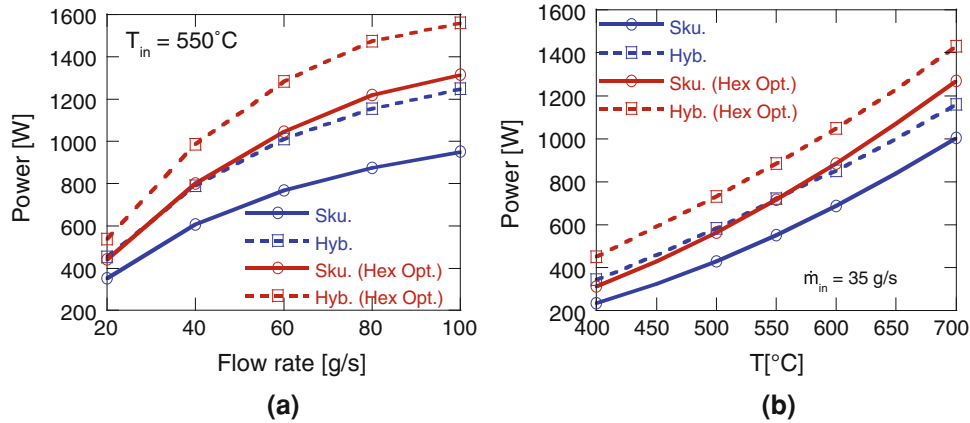 1600
1400
1200
1000
800
600
400
200
Power [W]
T_in = 550°C
Sku.
Hyb.
Sku. (Hex Opt.)
Hyb. (Hex Opt.)
20 40 60 80 100
Flow rate [g/s]
(a)
1600
1400
1200
1000
800
600
400
200
Power [W]
Sku.
Hyb.
Sku. (Hex Opt.)
Hyb. (Hex Opt.)
ṁ_in = 35 g/s
400 450 500 550 600 650 700
T[°C]
(b)